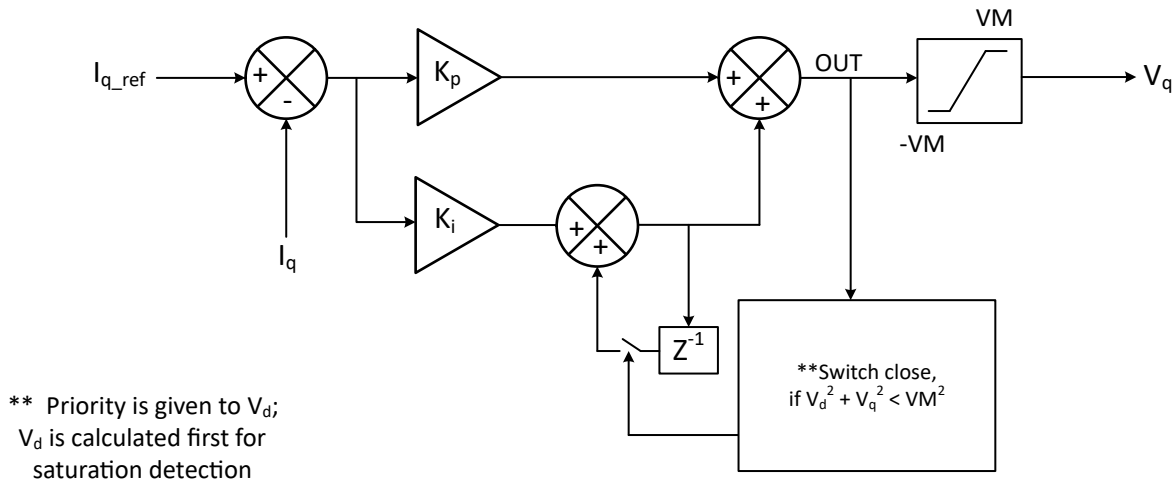 VM
I_q_ref
+
-
K_p
+
+
OUT
V_q
-VM
K_i
+
+
I_q
Z^-1
**Switch close,
if V_d^2 + V_q^2 < VM^2
** Priority is given to V_d;
V_d is calculated first for
saturation detection